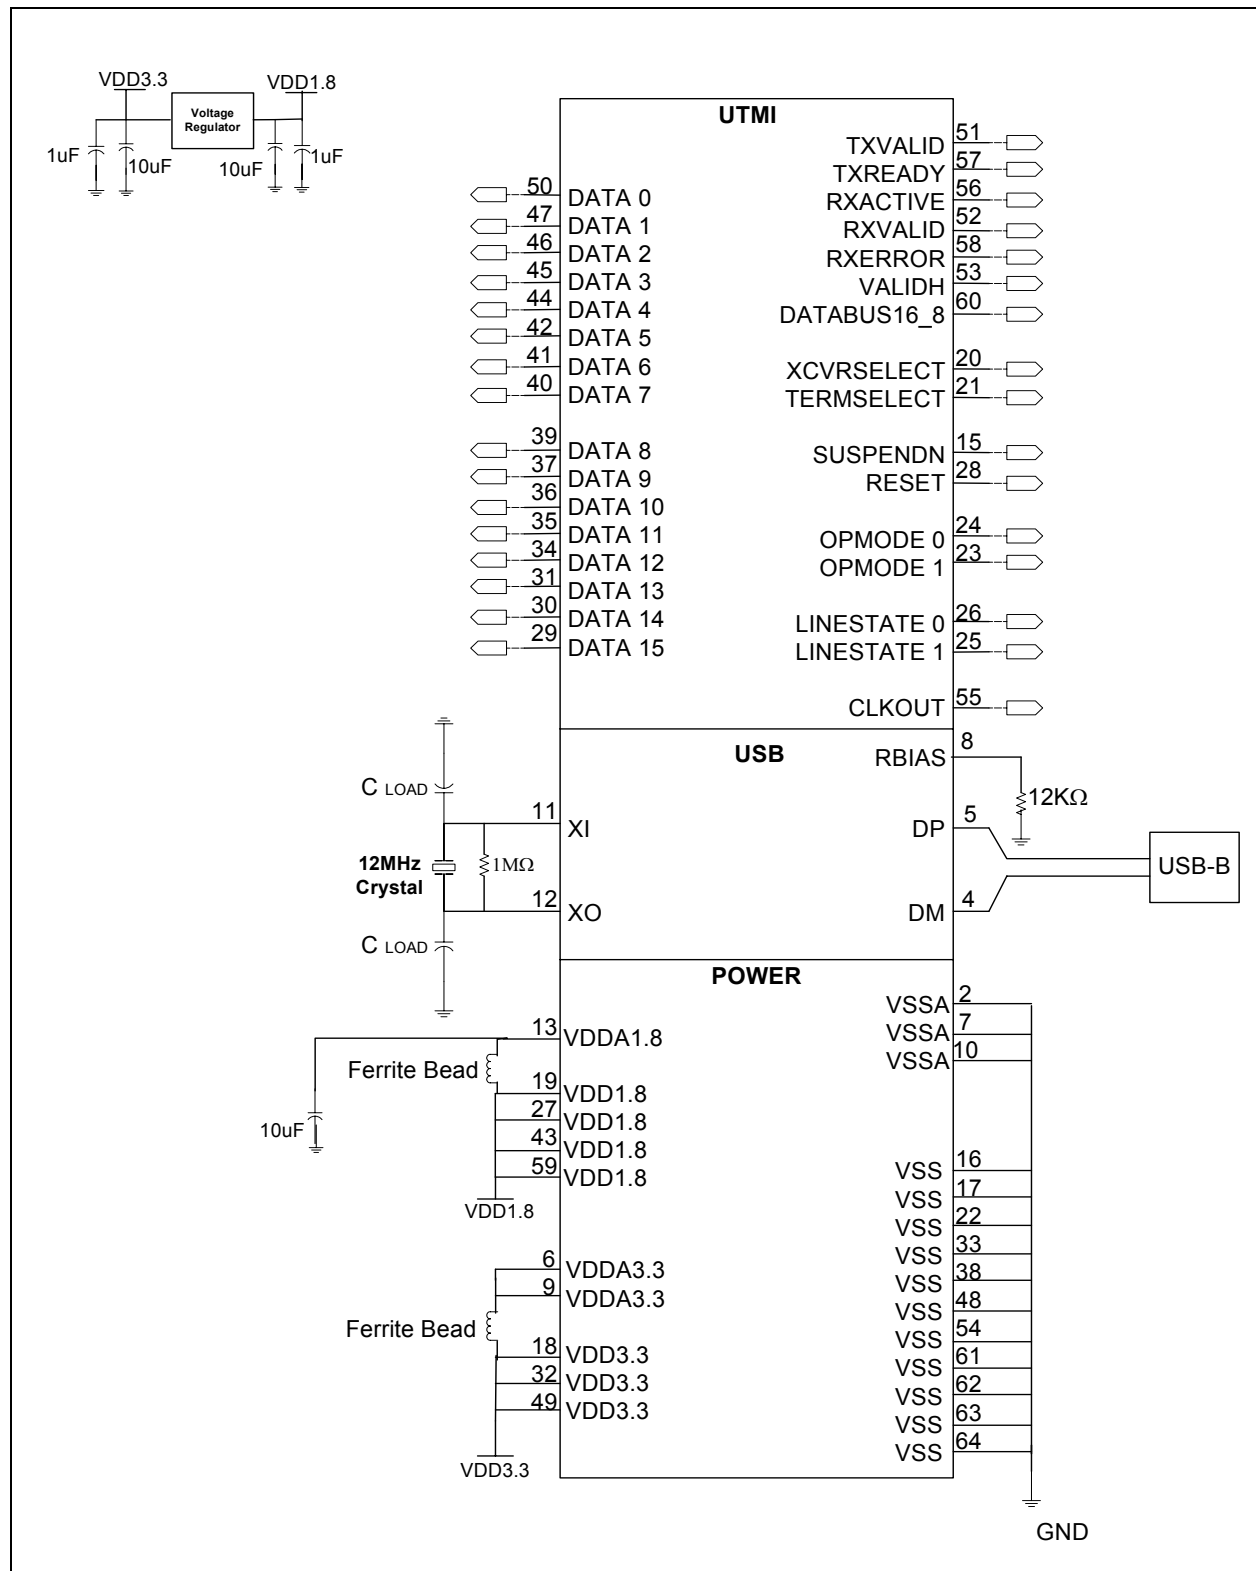 VDD3.3
VDD1.8
Voltage
Regulator
1uF
10uF
10uF
1uF
UTMI
50 DATA 0
47 DATA 1
46 DATA 2
45 DATA 3
44 DATA 4
42 DATA 5
41 DATA 6
40 DATA 7
39 DATA 8
37 DATA 9
36 DATA 10
35 DATA 11
34 DATA 12
31 DATA 13
30 DATA 14
29 DATA 15
TXVALID 51
TXREADY 57
RXACTIVE 56
RXVALID 52
RXERROR 58
VALIDH 53
DATABUS16_8 60
XCVRSELECT 20
TERMSELECT 21
SUSPENDN 15
RESET 28
OPMODE 0 24
OPMODE 1 23
LINESTATE 0 26
LINESTATE 1 25
CLKOUT 55
USB
C LOAD
11 XI
12MHz
Crystal
1MΩ
12 XO
C LOAD
RBIAS 8
12KΩ
DP 5
USB-B
DM 4
POWER
13 VDDA1.8
Ferrite Bead
10uF
19 VDD1.8
27 VDD1.8
43 VDD1.8
59 VDD1.8
VDD1.8
6 VDDA3.3
9 VDDA3.3
Ferrite Bead
18 VDD3.3
32 VDD3.3
49 VDD3.3
VDD3.3
VSSA 2
VSSA 7
VSSA 10
VSS 16
VSS 17
VSS 22
VSS 33
VSS 38
VSS 48
VSS 54
VSS 61
VSS 62
VSS 63
VSS 64
GND